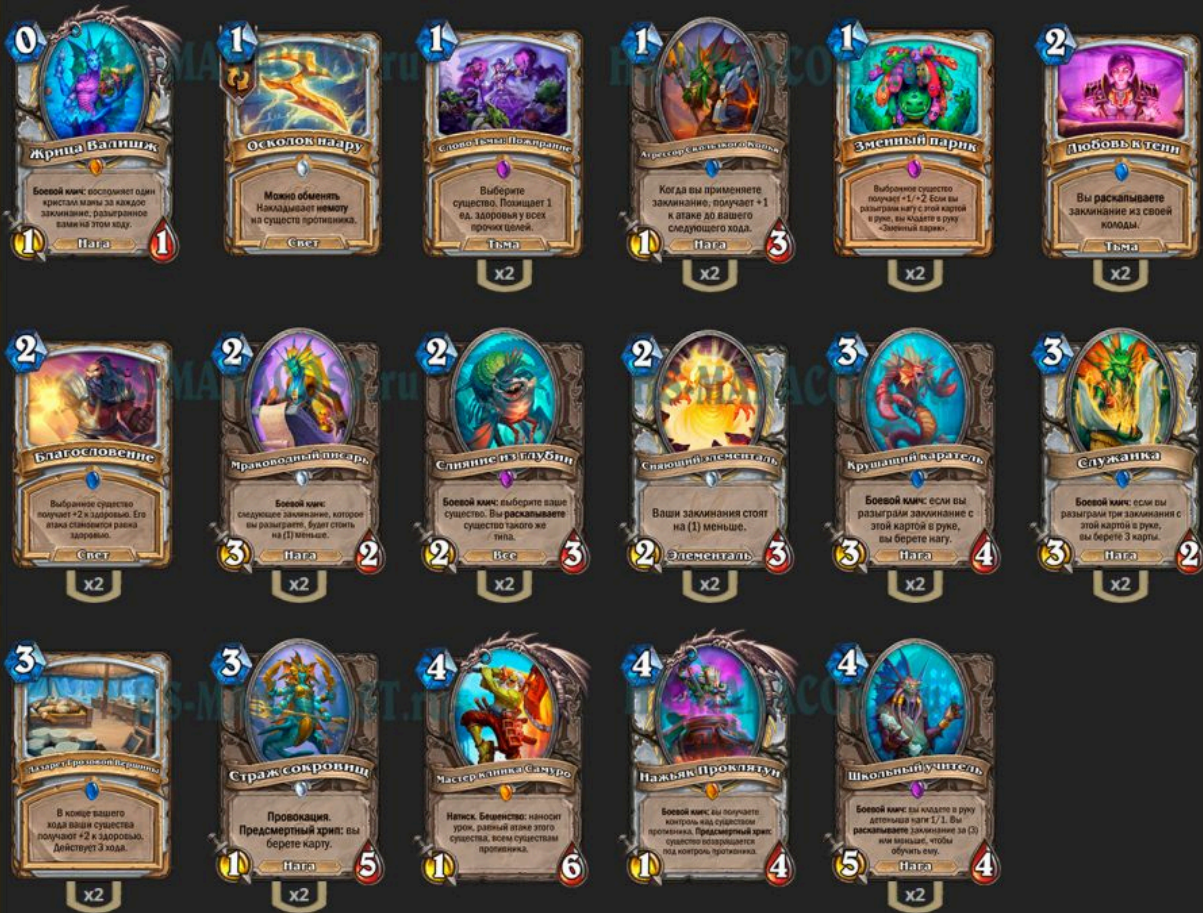 0
Жрица Валишж
Боевой клич: восполняет один
кристалл маны за каждое
заклинание, разыгранное
вами на этом ходу.
1 Нага 1
1
Осколок наару
Можно обменять
Накладывает немоту
на существ противника.
Свет
1
Слово Тьмы: Пожирание
Выберите
существо. Похищает 1
ед. здоровья у всех
прочих целей.
Тьма
x2
1
Агрессор Скользкого Копья
Когда вы применяете
заклинание, получает +1
к атаке до вашего
следующего хода.
1 Нага 3
x2
1
Змеиный парик
Выбранное существо
получает +1/+2. Если вы
разыграли нагу с этой картой
в руке, вы кладете в руку
«Змеиный парик».
x2
2
Любовь к тени
Вы раскапываете
заклинание из своей
колоды.
Тьма
x2
2
Благословение
Выбранное существо
получает +2 к здоровью. Его
атака становится равна
здоровью.
Свет
x2
2
Мраководный писарь
Боевой клич:
следующее заклинание, которое
вы разыграете, будет стоить
на (1) меньше.
3 Нага 2
x2
2
Слияние из глубин
Боевой клич: выберите ваше
существо. Вы раскапываете
существо такого же
типа.
2 Все 3
x2
2
Сияющий элементаль
Ваши заклинания стоят
на (1) меньше.
2 Элементаль 3
x2
3
Крушащий каратель
Боевой клич: если вы
разыграли заклинание с
этой картой в руке,
вы берете нагу.
3 Нага 4
x2
3
Служанка
Боевой клич: если вы
разыграли три заклинания с
этой картой в руке,
вы берете 3 карты.
3 Нага 2
x2
3
Лазарет Грозовой Вершины
В конце вашего
хода ваши существа
получают +2 к здоровью.
Действует 3 хода.
x2
3
Страж сокровищ
Провокация.
Предсмертный хрип: вы
берете карту.
1 Нага 5
x2
4
Мастер клинка Самуро
Натиск. Бешенство: наносит
урон, равный атаке этого
существа, всем существам
противника.
1 6
4
Нажьяк Проклятун
Боевой клич: вы получаете
контроль над существом
противника. Предсмертный хрип:
существо возвращается
под контроль противника.
1 Нага 4
4
Школьный учитель
Боевой клич: вы кладете в руку
детеныша наги 1/1. Вы
раскапываете заклинание за (3)
или меньше, чтобы
обучить ему.
5 Нага 4
x2